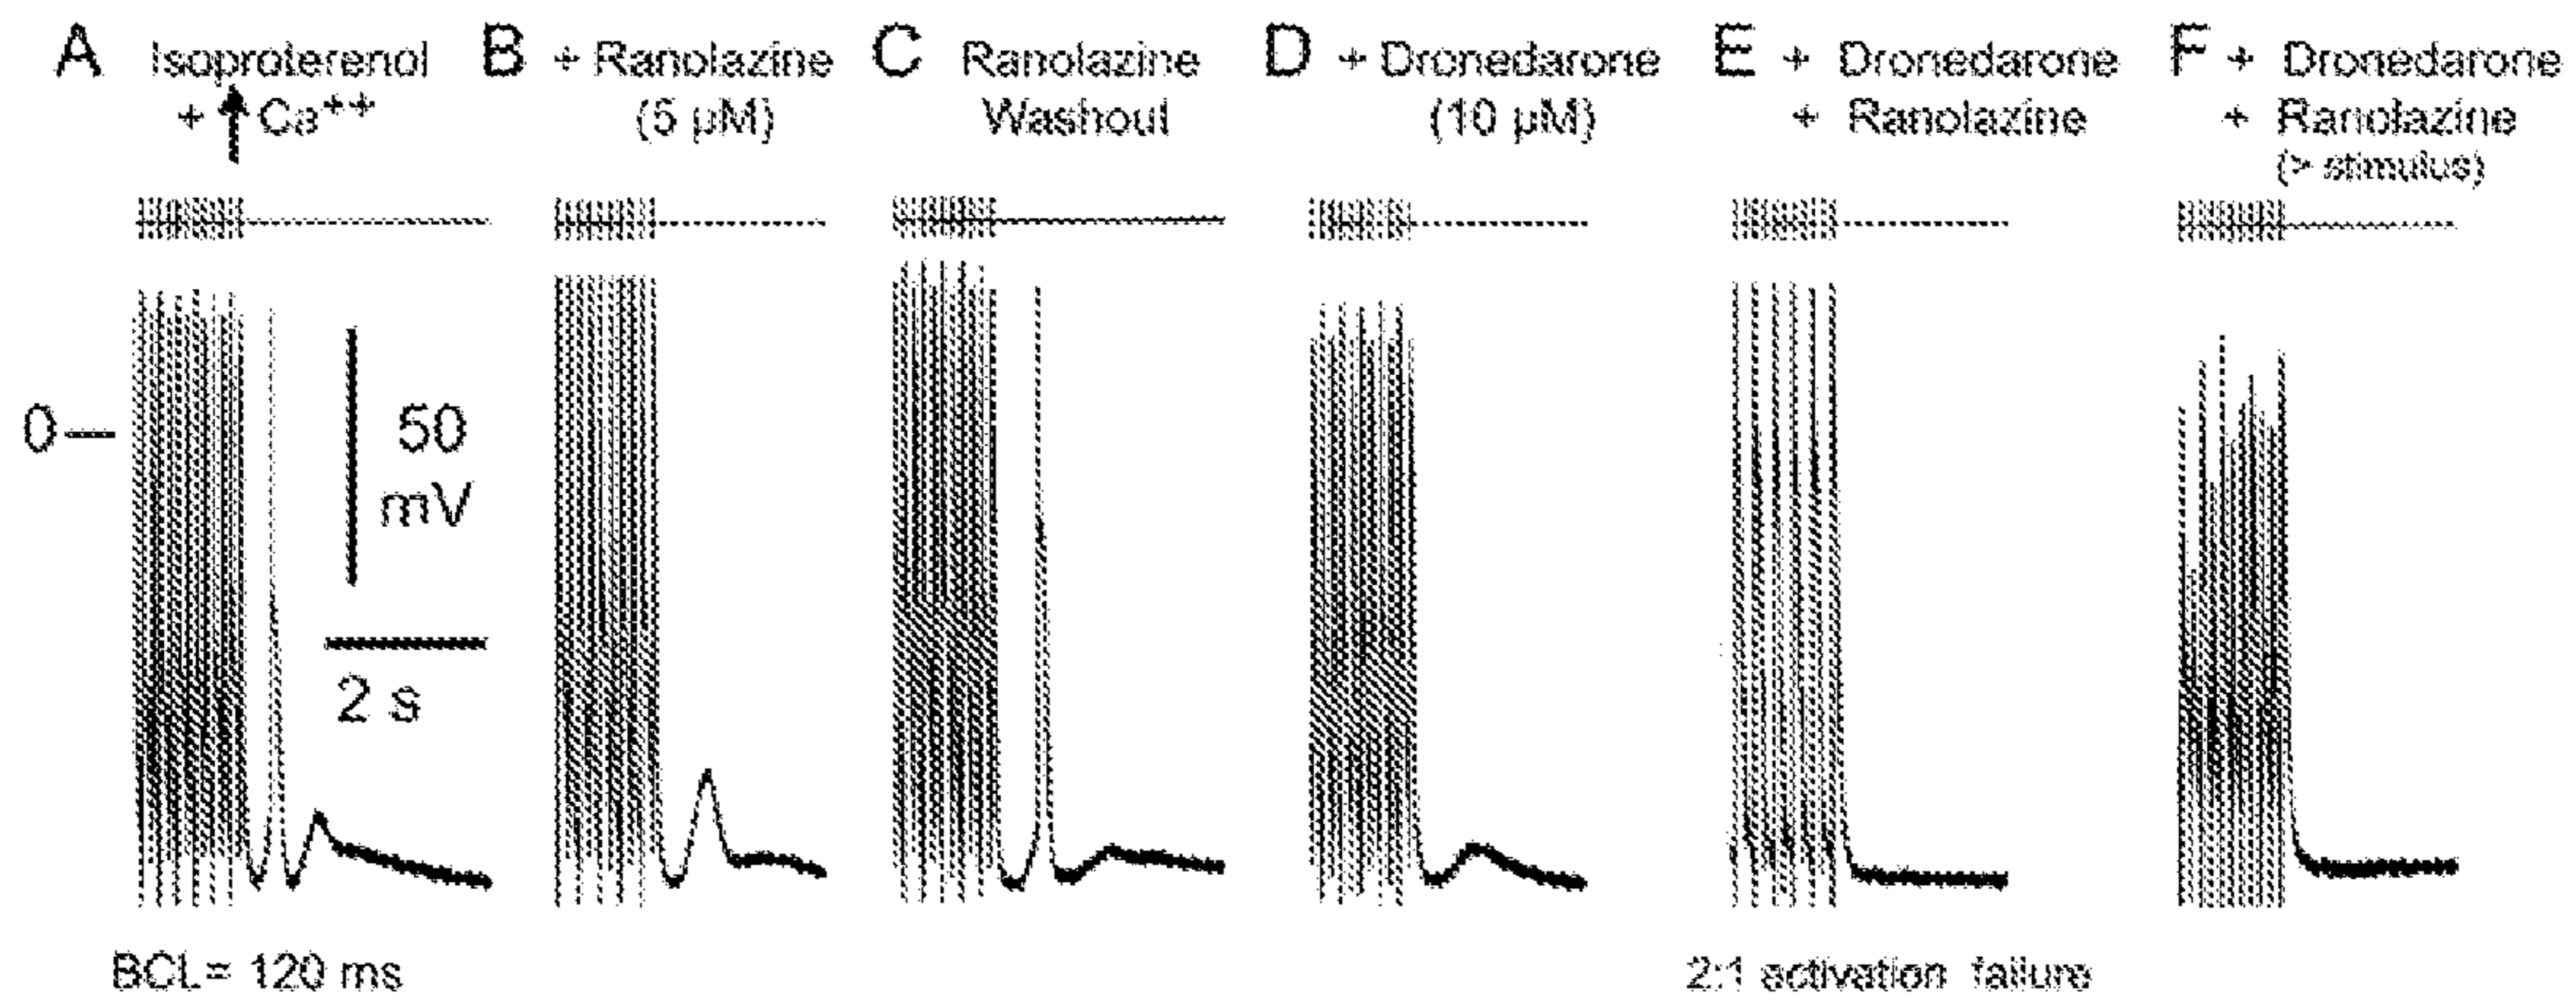 A Isoproterenol
+ ↑ Ca++
B + Ranolazine
(5 µM)
C Ranolazine
Washout
D + Dronedarone
(10 µM)
E + Dronedarone
+ Ranolazine
F + Dronedarone
+ Ranolazine
(> stimulus)
0
50
mV
2 s
BCL= 120 ms
2:1 activation failure